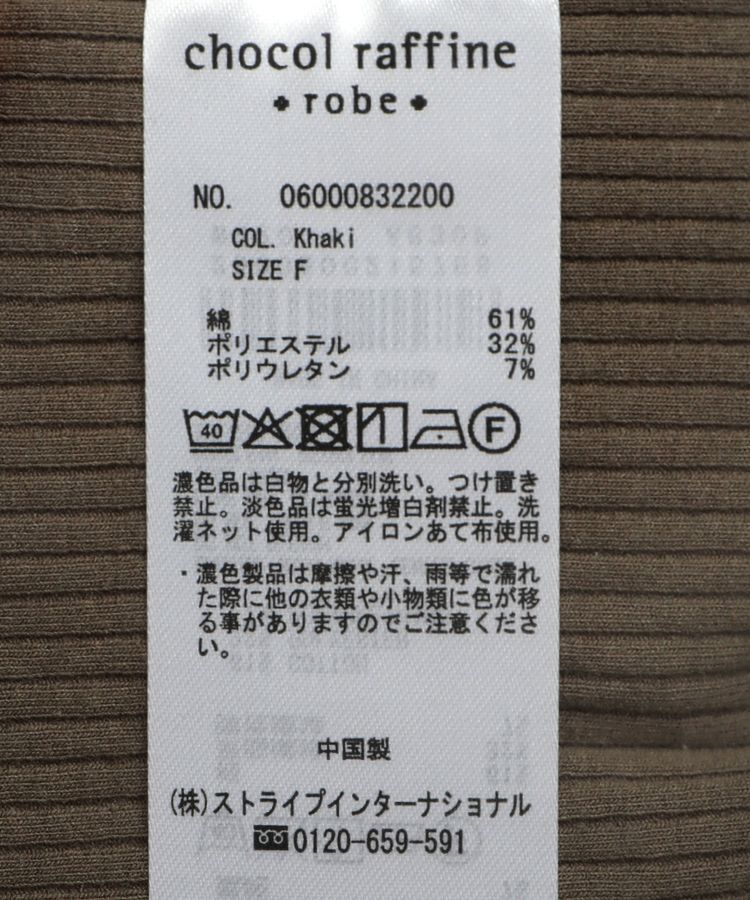 chocol raffine
robe
NO. 06000832200
COL. Khaki
SIZE F
綿 61%
ポリエステル 32%
ポリウレタン 7%
40 F
濃色品は白物と分別洗い。つけ置き
禁止。淡色品は蛍光増白剤禁止。洗
濯ネット使用。アイロンあて布使用。
・濃色製品は摩擦や汗、雨等で濡れ
た際に他の衣類や小物類に色が移
る事がありますのでご注意くださ
い。
中国製
(株)ストライプインターナショナル
0120-659-591